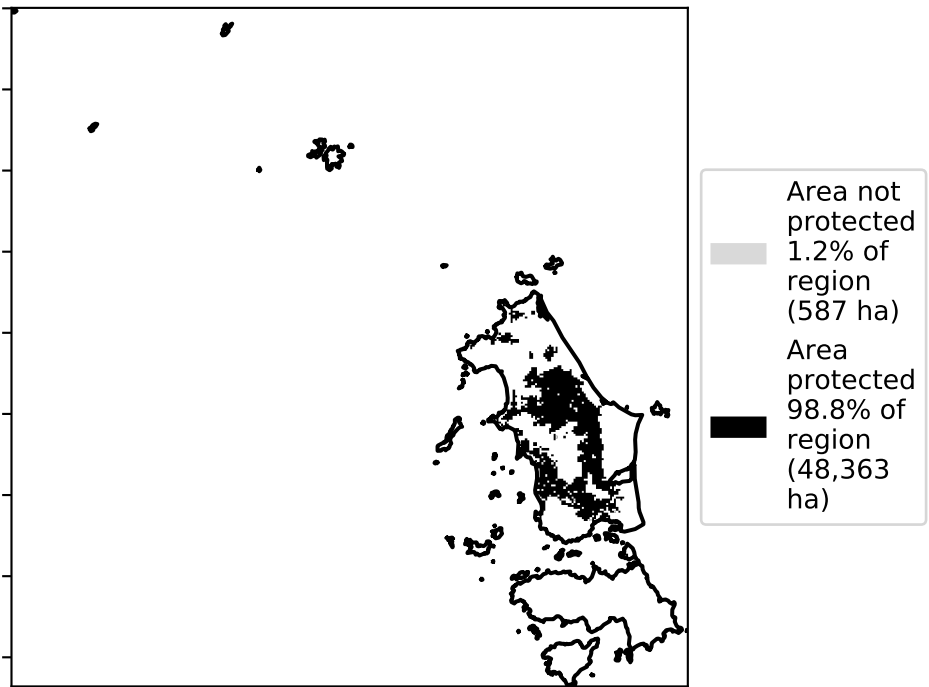 Area not
protected
1.2% of
region
(587 ha)
Area
protected
98.8% of
region
(48,363
ha)